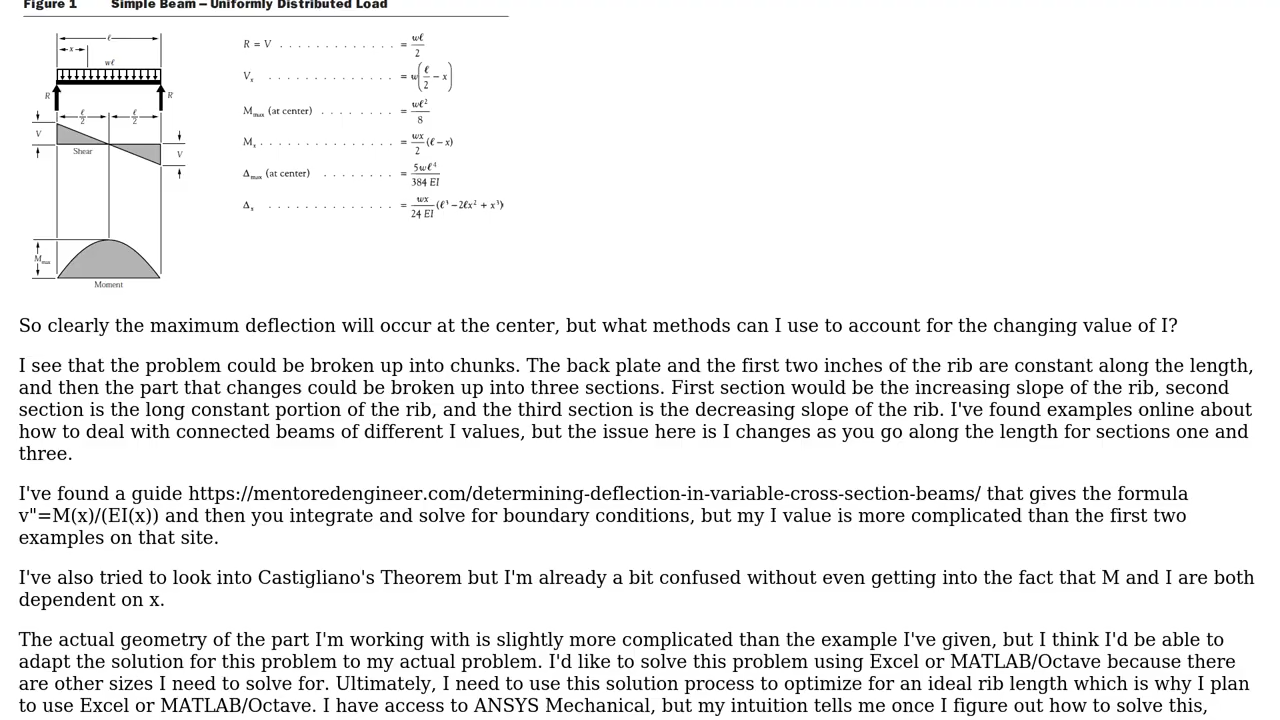 Figure 1 Simple Beam – Uniformly Distributed Load
ℓ
x
wℓ
R R
ℓ/2 ℓ/2
V
Shear
V
M max
Moment
R = V . . . . . . . . . . . . . = wℓ/2
Vx . . . . . . . . . . . . . . = w(ℓ/2 − x)
Mmax (at center) . . . . . . . . = wℓ²/8
Mx . . . . . . . . . . . . . . . = wx/2 (ℓ − x)
Δmax (at center) . . . . . . . . = 5wℓ⁴/384 EI
Δx . . . . . . . . . . . . . . = wx/24 EI (ℓ³ − 2ℓx² + x³)
So clearly the maximum deflection will occur at the center, but what methods can I use to account for the changing value of I?
I see that the problem could be broken up into chunks. The back plate and the first two inches of the rib are constant along the length,
and then the part that changes could be broken up into three sections. First section would be the increasing slope of the rib, second
section is the long constant portion of the rib, and the third section is the decreasing slope of the rib. I've found examples online about
how to deal with connected beams of different I values, but the issue here is I changes as you go along the length for sections one and
three.
I've found a guide https://mentoredengineer.com/determining-deflection-in-variable-cross-section-beams/ that gives the formula
v"=M(x)/(EI(x)) and then you integrate and solve for boundary conditions, but my I value is more complicated than the first two
examples on that site.
I've also tried to look into Castigliano's Theorem but I'm already a bit confused without even getting into the fact that M and I are both
dependent on x.
The actual geometry of the part I'm working with is slightly more complicated than the example I've given, but I think I'd be able to
adapt the solution for this problem to my actual problem. I'd like to solve this problem using Excel or MATLAB/Octave because there
are other sizes I need to solve for. Ultimately, I need to use this solution process to optimize for an ideal rib length which is why I plan
to use Excel or MATLAB/Octave. I have access to ANSYS Mechanical, but my intuition tells me once I figure out how to solve this,